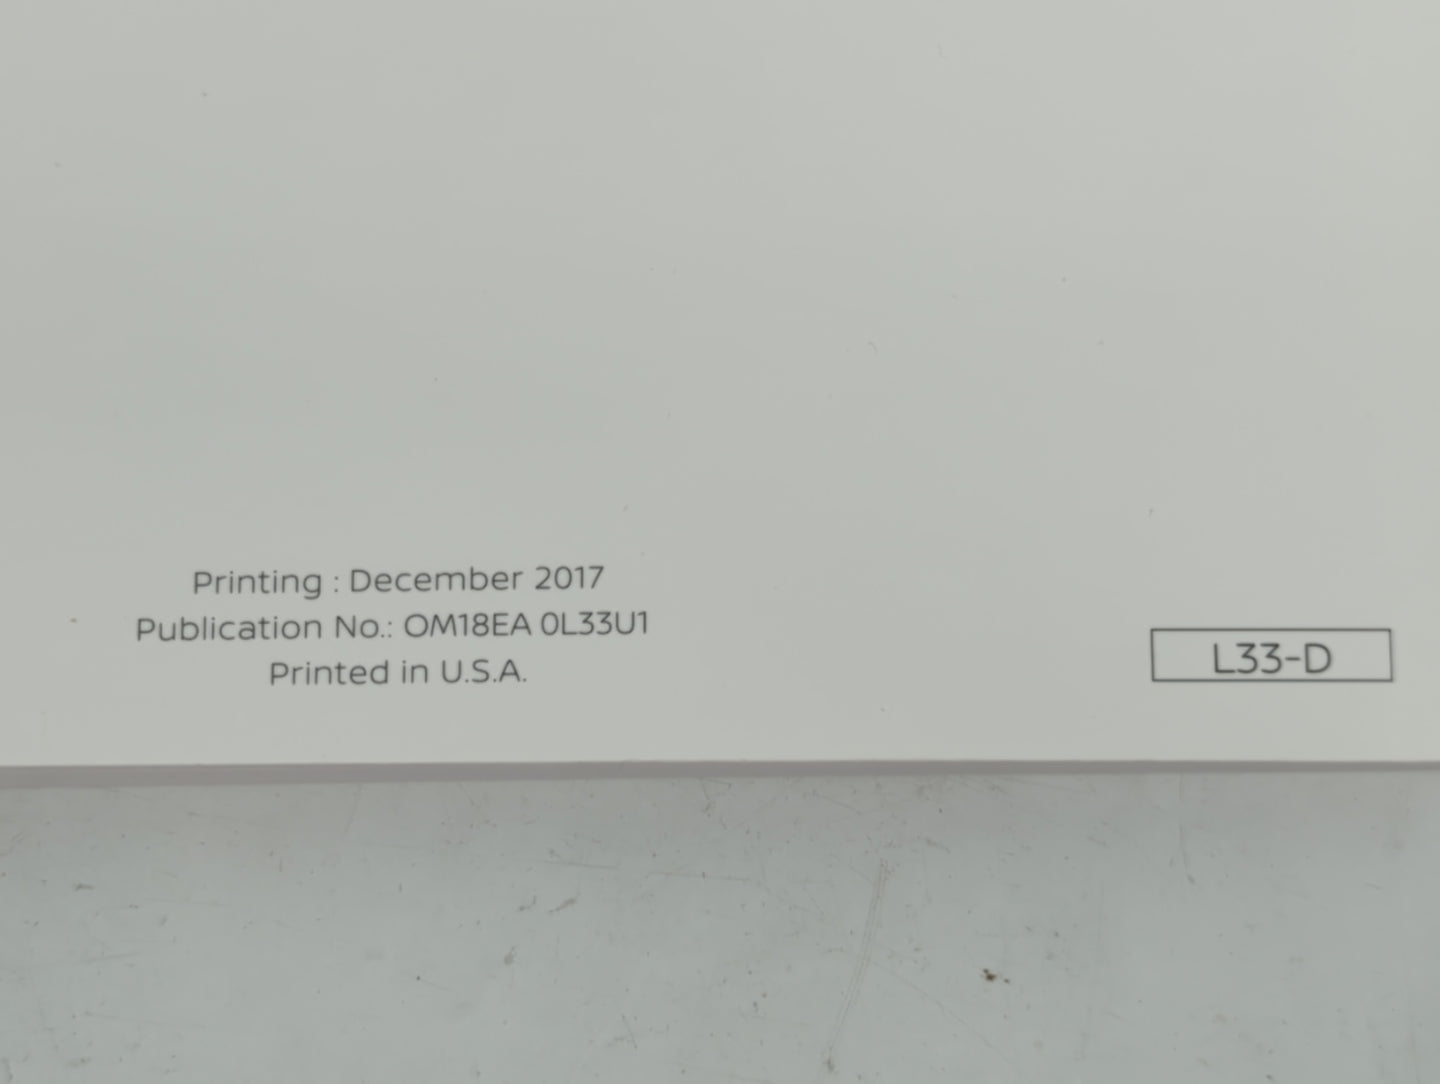 Printing : December 2017
Publication No.: OM18EA 0L33U1
Printed in U.S.A.
L33-D